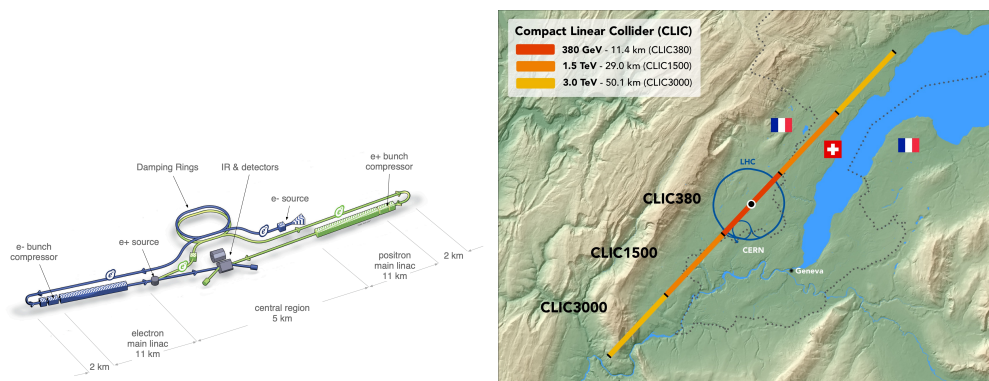 Damping Rings
IR & detectors
e+ bunch
compressor
e- source
e+ source
e- bunch
compressor
2 km
positron
main linac
11 km
central region
5 km
electron
main linac
11 km
2 km
Compact Linear Collider (CLIC)
380 GeV - 11.4 km (CLIC380)
1.5 TeV - 29.0 km (CLIC1500)
3.0 TeV - 50.1 km (CLIC3000)
LHC
CLIC380
CERN
CLIC1500
Geneva
CLIC3000